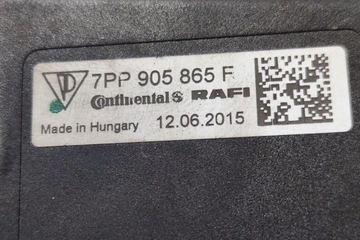 7PP 905 865 F
Continental RAFI
Made in Hungary 12.06.2015